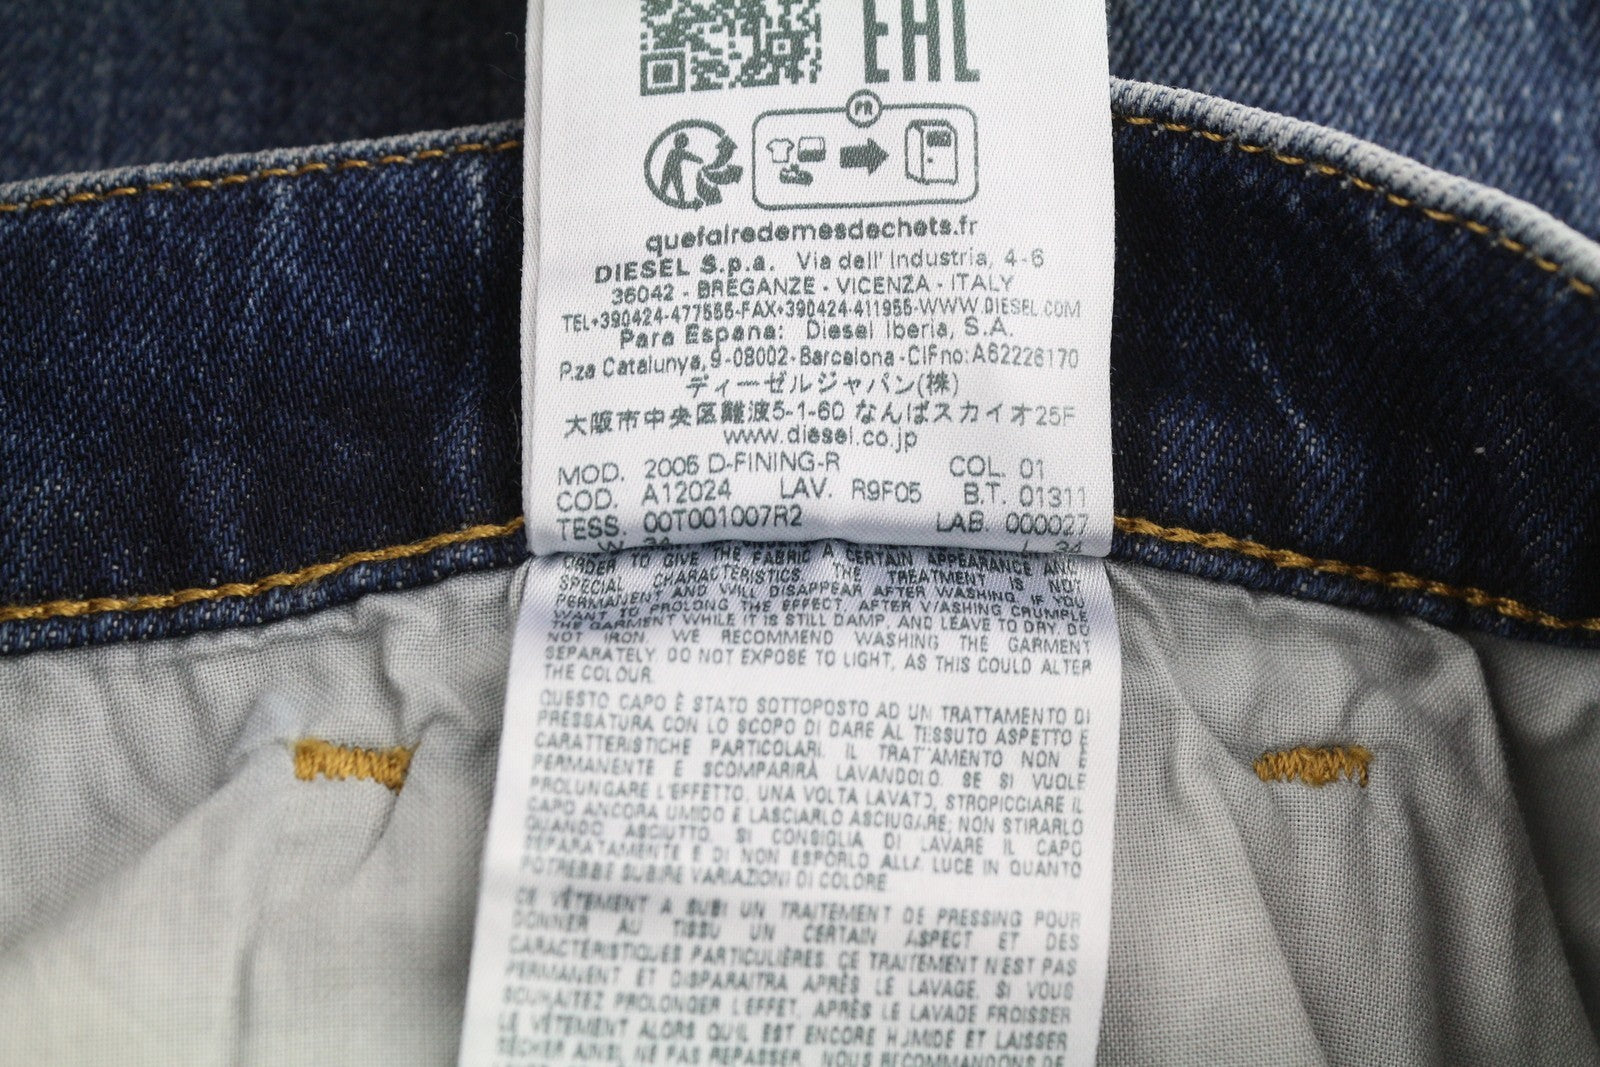 EAC
FR
quefairedemesdechets.fr
DIESEL S.p.a. Via dell' Industria, 4-6
36042 - BREGANZE - VICENZA - ITALY
TEL+390424-477555-FAX+390424-411955-WWW.DIESEL.COM
Para Espana: Diesel Iberia, S.A.
P.za Catalunya, 9-08002-Barcelona-CIFno:A62226170
ディーゼルジャパン(株)
大阪市中央区難波5-1-60 なんばスカイオ25F
www.diesel.co.jp
MOD. 2005 D-FINING-R COL. 01
COD. A12024 LAV. R9F05 B.T. 01311
TESS. 00T001007R2 LAB. 000027
W. 34 L. 34
ORDER TO GIVE THE FABRIC A CERTAIN APPEARANCE AND
SPECIAL CHARACTERISTICS. THE TREATMENT IS NOT
PERMANENT AND WILL DISAPPEAR AFTER WASHING. IF YOU
WANT TO PROLONG THE EFFECT, AFTER WASHING CRUMPLE
THE GARMENT WHILE IT IS STILL DAMP, AND LEAVE TO DRY, DO
NOT IRON. WE RECOMMEND WASHING THE GARMENT
SEPARATELY. DO NOT EXPOSE TO LIGHT, AS THIS COULD ALTER
THE COLOUR.
QUESTO CAPO È STATO SOTTOPOSTO AD UN TRATTAMENTO DI
PRESSATURA CON LO SCOPO DI DARE AL TESSUTO ASPETTO E
CARATTERISTICHE PARTICOLARI. IL TRATTAMENTO NON È
PERMANENTE E SCOMPARIRÀ LAVANDOLO. SE SI VUOLE
PROLUNGARE L'EFFETTO, UNA VOLTA LAVATO, STROPICCIARE IL
CAPO ANCORA UMIDO E LASCIARLO ASCIUGARE; NON STIRARLO
QUANDO ASCIUTTO. SI CONSIGLIA DI LAVARE IL CAPO
SEPARATAMENTE E DI NON ESPORLO ALLA LUCE IN QUANTO
POTREBBE SUBIRE VARIAZIONI DI COLORE
CE VÊTEMENT A SUBI UN TRAITEMENT DE PRESSING POUR
DONNER AU TISSU UN CERTAIN ASPECT ET DES
CARACTÉRISTIQUES PARTICULIÈRES. CE TRAITEMENT N'EST PAS
PERMANENT ET DISPARAITRA APRÈS LE LAVAGE. SI VOUS
SOUHAITEZ PROLONGER L'EFFET, APRÈS LE LAVAGE FROISSER
LE VÊTEMENT ALORS QU'IL EST ENCORE HUMIDE ET LAISSER
SÉCHER AINSI, NE PAS REPASSER. NOUS RECOMMANDONS DE